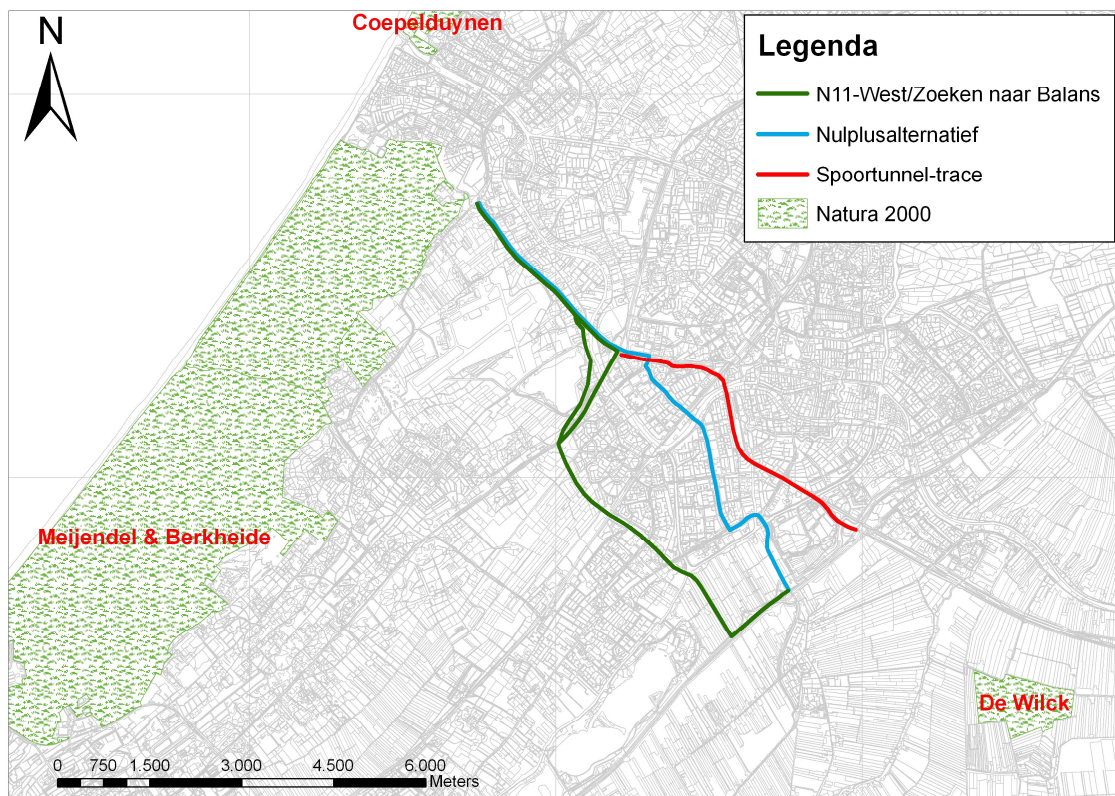 Coepelduynen
N
Legenda
N11-West/Zoeken naar Balans
Nulplusalternatief
Spoortunnel-trace
Natura 2000
Meijendel & Berkheide
De Wilck
0 750 1.500 3.000 4.500 6.000
Meters